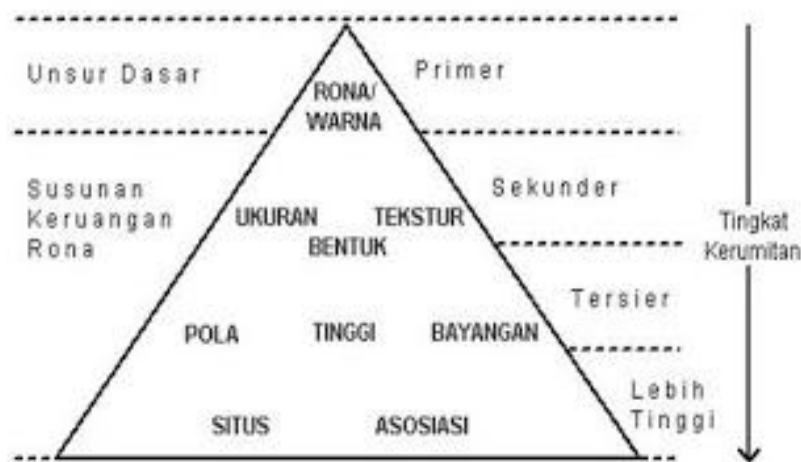 Unsur Dasar
Primer
RONA/
WARNA
Susunan
Keruangan
Rona
Sekunder
UKURAN TEKSTUR
BENTUK
Tingkat
Kerumitan
Tersier
POLA TINGGI BAYANGAN
Lebih
Tinggi
SITUS ASOSIASI